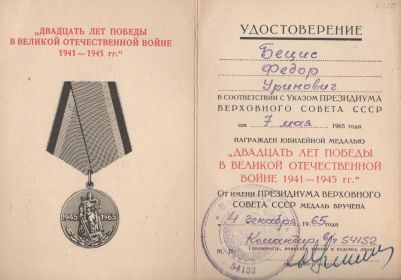 „ДВАДЦАТЬ ЛЕТ ПОБЕДЫ
В ВЕЛИКОЙ ОТЕЧЕСТВЕННОЙ ВОЙНЕ
1941—1945 гг.“
1945 1965
УДОСТОВЕРЕНИЕ
Бецис
Федор
Уринович
В СООТВЕТСТВИИ С УКАЗОМ ПРЕЗИДИУМА
ВЕРХОВНОГО СОВЕТА СССР
от 7 мая 1965 года
НАГРАЖДЕН ЮБИЛЕЙНОЙ МЕДАЛЬЮ
„ДВАДЦАТЬ ЛЕТ ПОБЕДЫ
В ВЕЛИКОЙ ОТЕЧЕСТВЕННОЙ
ВОЙНЕ 1941—1945 гг.“
От имени ПРЕЗИДИУМА ВЕРХОВНОГО
СОВЕТА СССР МЕДАЛЬ ВРУЧЕНА
4 декабря 1965 года
Командир в/ч 54152
М. П.
54152